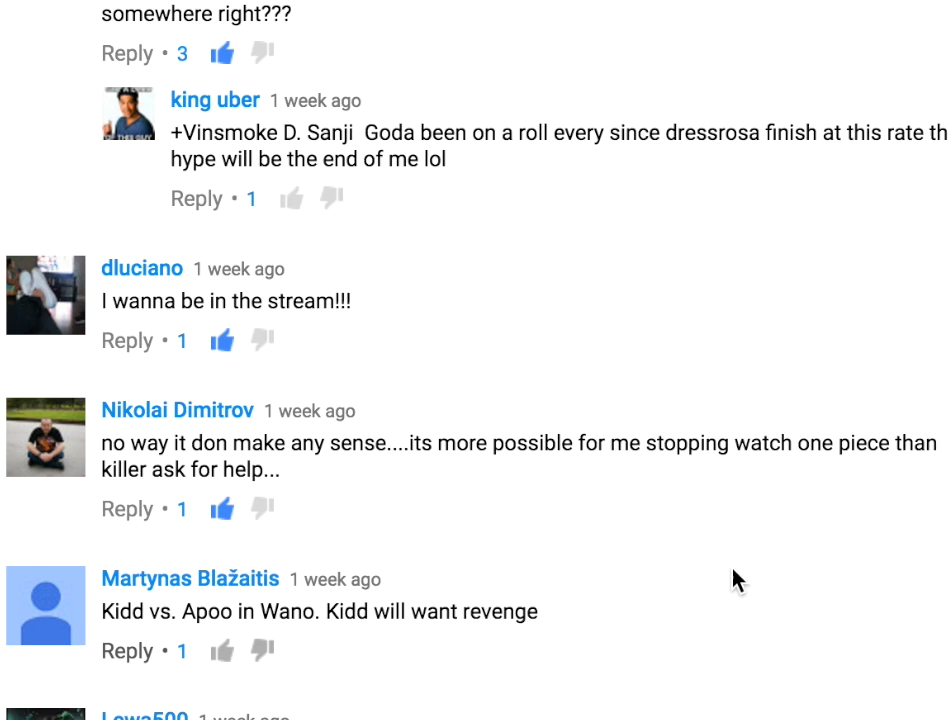 somewhere right???
Reply • 3
king uber 1 week ago
+Vinsmoke D. Sanji Goda been on a roll every since dressrosa finish at this rate th
hype will be the end of me lol
Reply • 1
dluciano 1 week ago
I wanna be in the stream!!!
Reply • 1
Nikolai Dimitrov 1 week ago
no way it don make any sense....its more possible for me stopping watch one piece than
killer ask for help...
Reply • 1
Martynas Blažaitis 1 week ago
Kidd vs. Apoo in Wano. Kidd will want revenge
Reply • 1
Lowa500 1 week ago